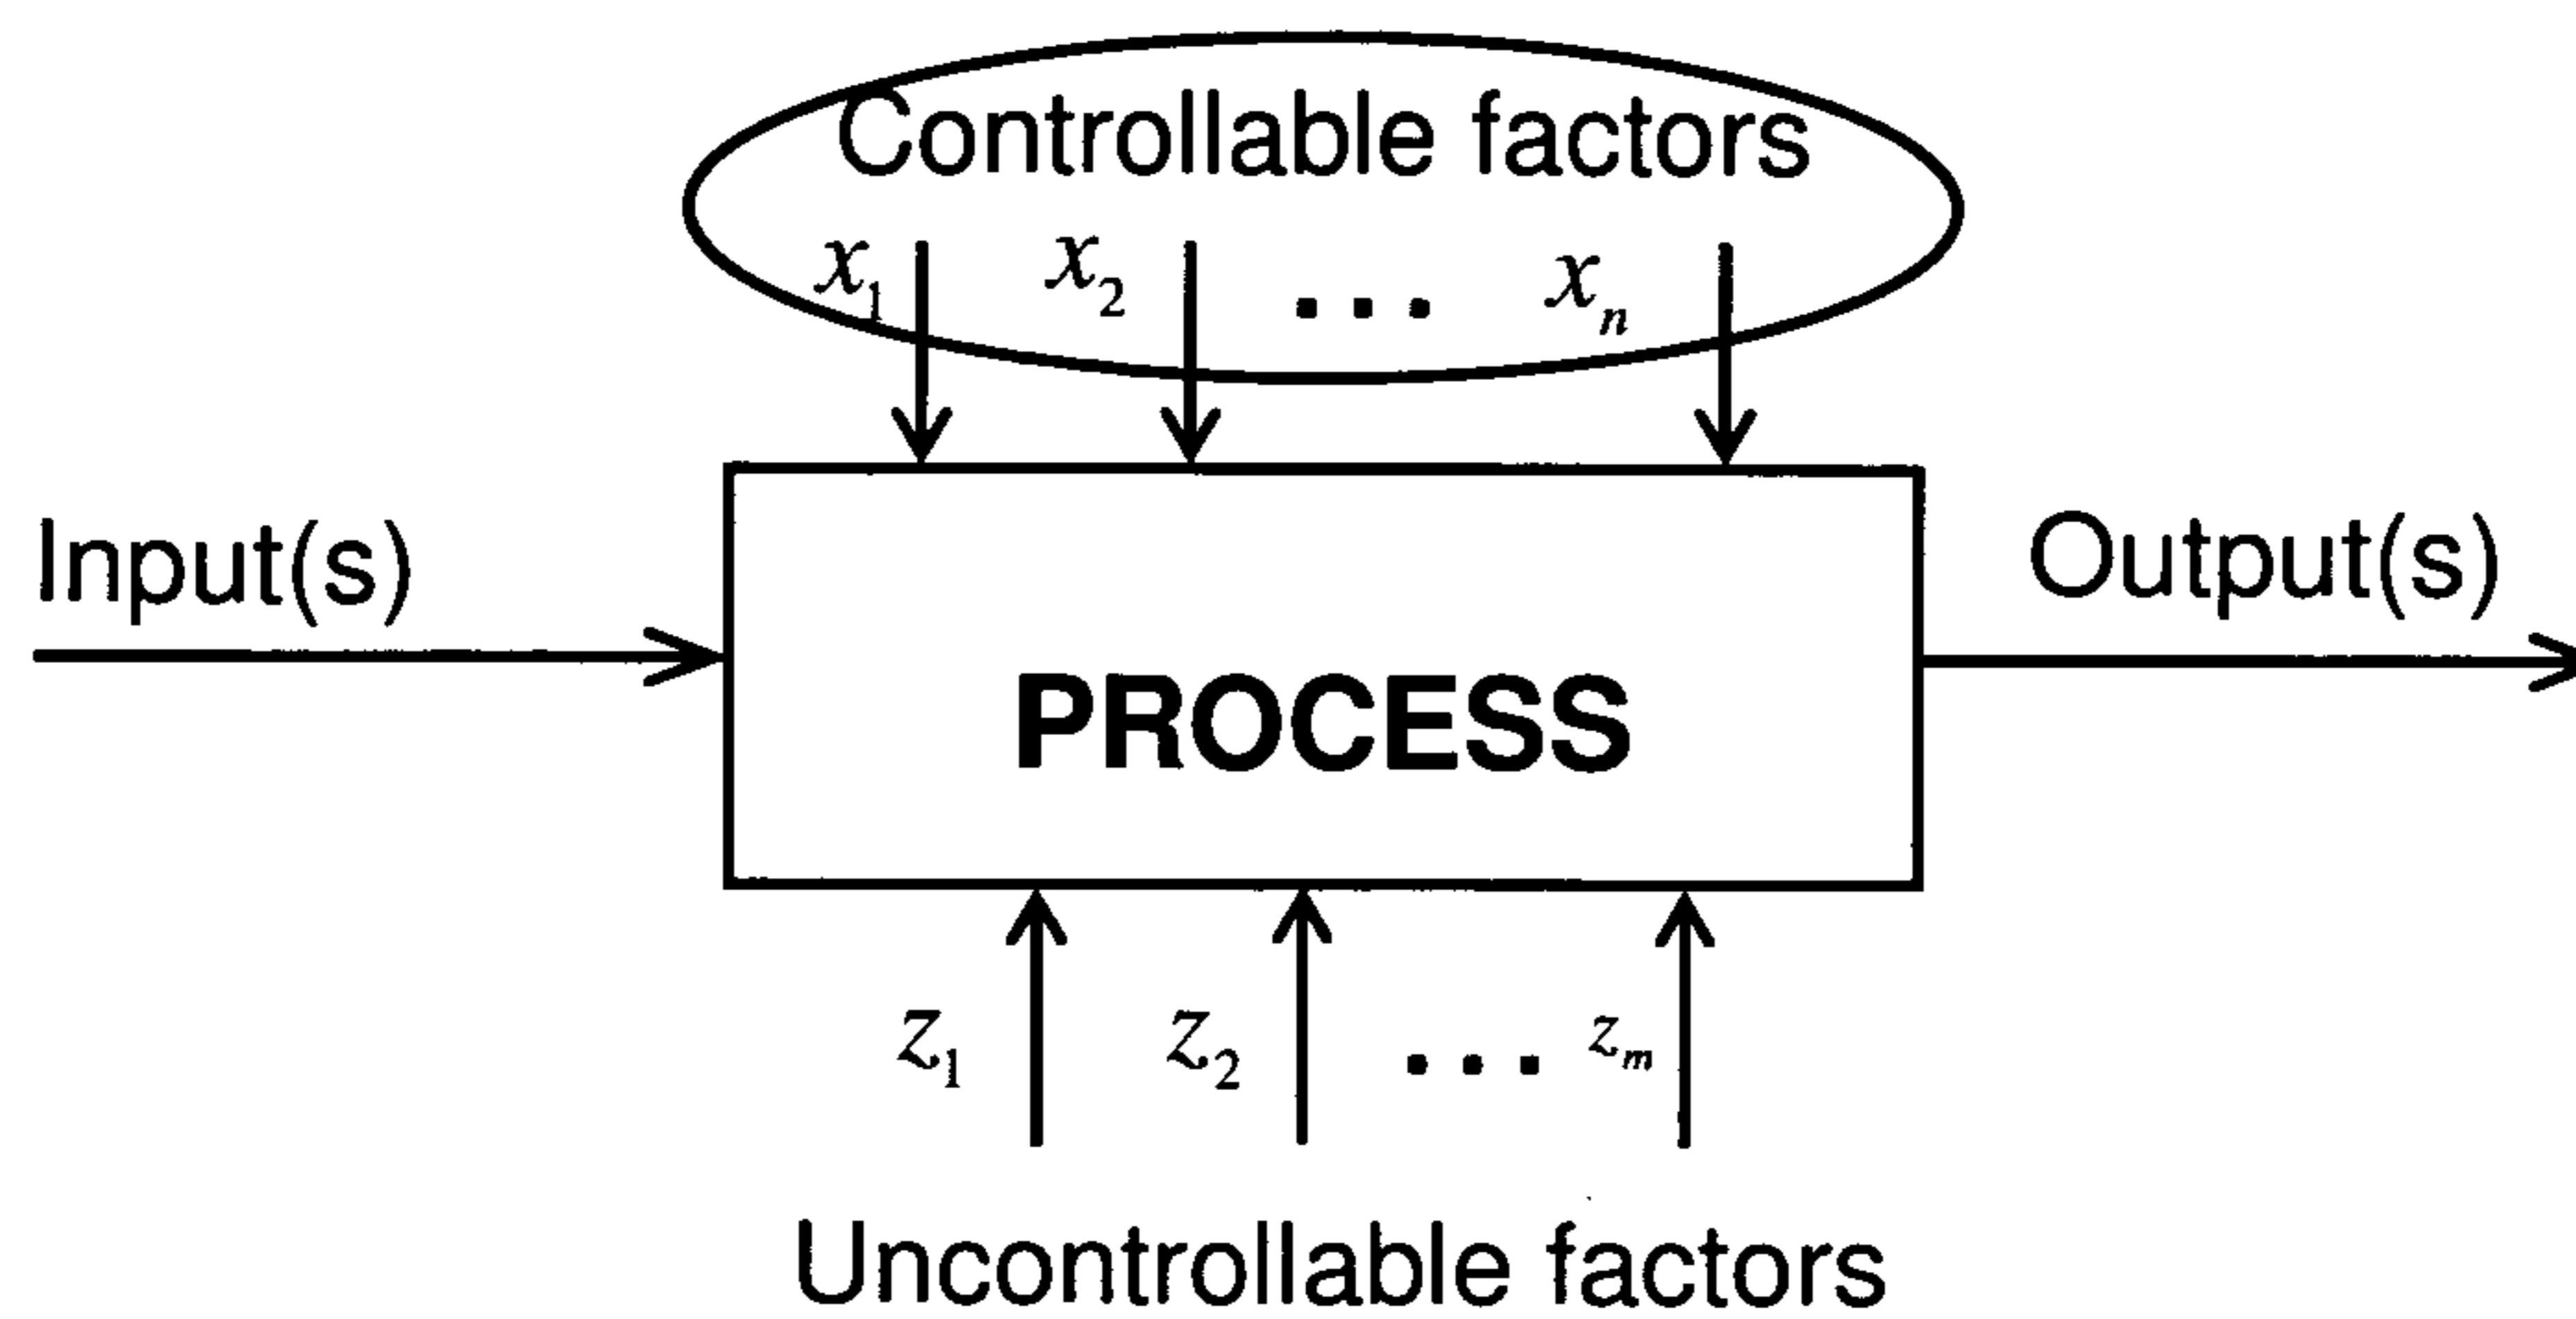 Controllable factors
x₁ x₂ ... xₙ
Input(s)
Output(s)
PROCESS
z₁ z₂ ... zₘ
Uncontrollable factors